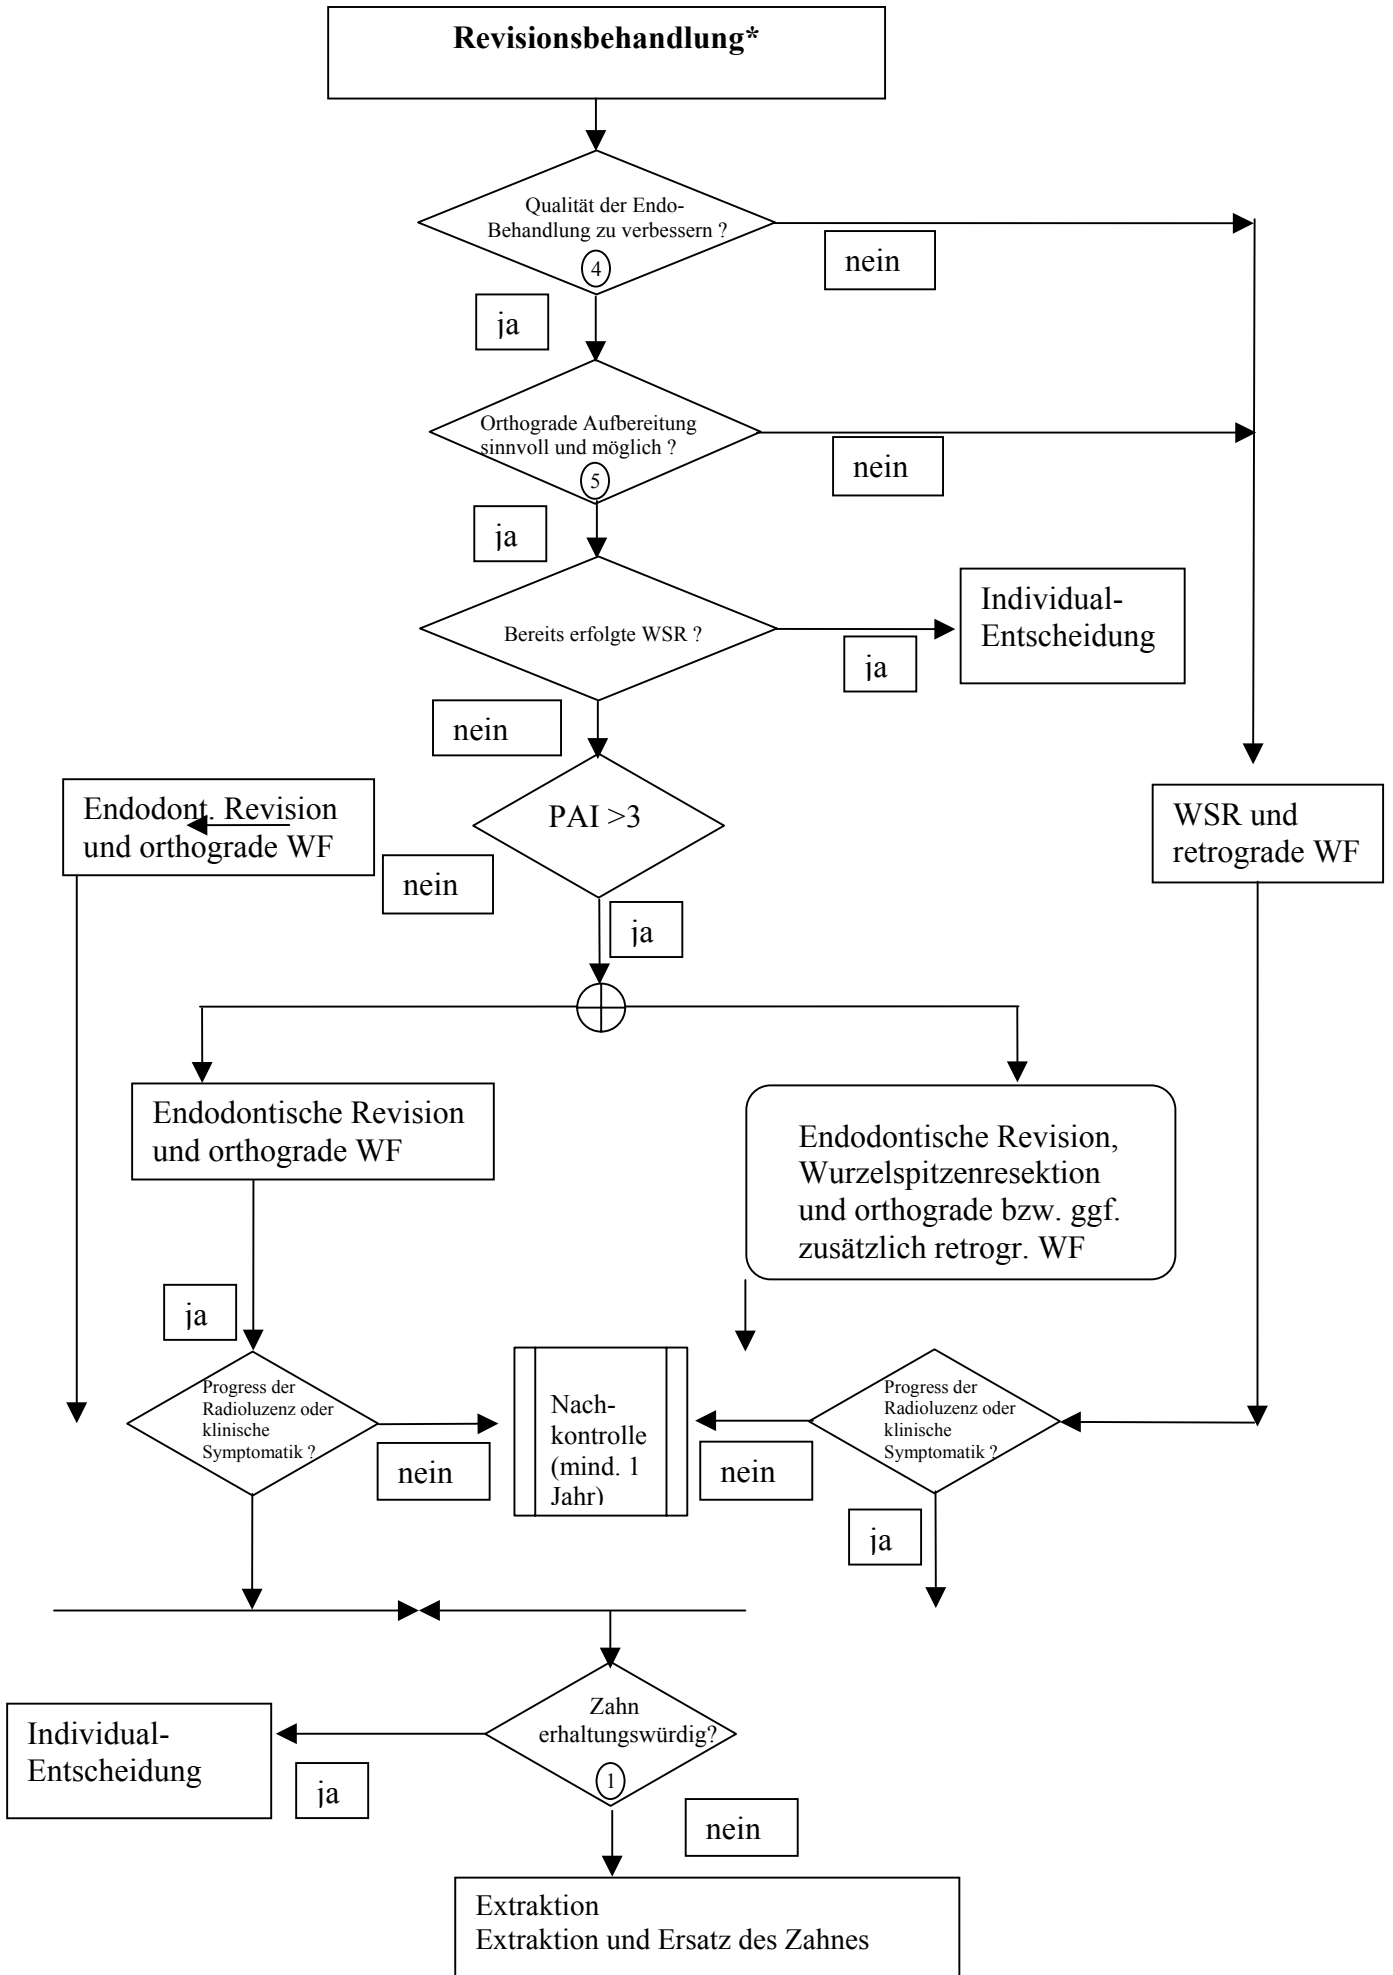 Revisionsbehandlung*
Qualität der Endo-
Behandlung zu verbessern ?
4
nein
ja
Orthograde Aufbereitung
sinnvoll und möglich ?
5
nein
ja
Bereits erfolgte WSR ?
Individual-
Entscheidung
ja
nein
PAI >3
Endodont. Revision
und orthograde WF
nein
WSR und
retrograde WF
ja
Endodontische Revision
und orthograde WF
Endodontische Revision,
Wurzelspitzenresektion
und orthograde bzw. ggf.
zusätzlich retrogr. WF
ja
Progress der
Radioluzenz oder
klinische
Symptomatik ?
nein
Nach-
kontrolle
(mind. 1
Jahr)
nein
Progress der
Radioluzenz oder
klinische
Symptomatik ?
ja
Zahn
erhaltungswürdig?
1
Individual-
Entscheidung
ja
nein
Extraktion
Extraktion und Ersatz des Zahnes